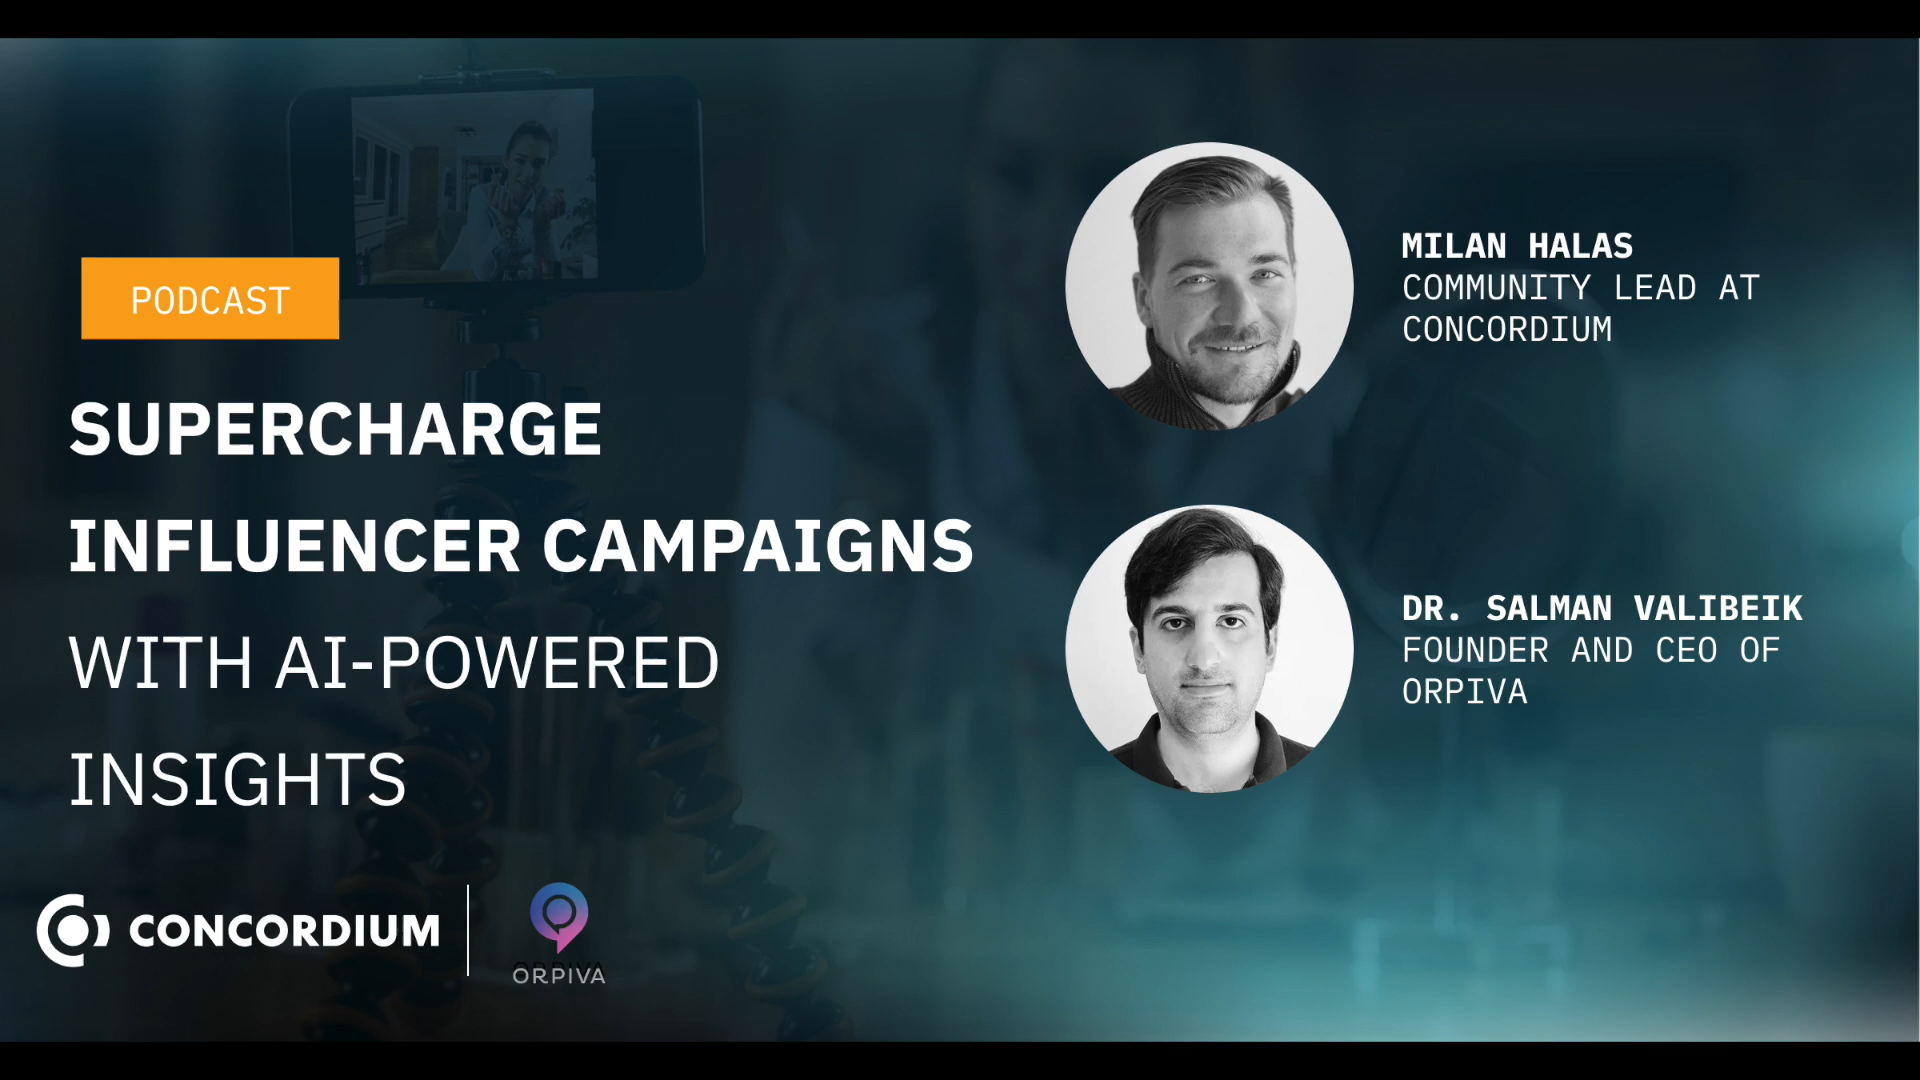 PODCAST
SUPERCHARGE
INFLUENCER CAMPAIGNS
WITH AI-POWERED
INSIGHTS
CONCORDIUM
ORPIVA
MILAN HALAS
COMMUNITY LEAD AT
CONCORDIUM
DR. SALMAN VALIBEIK
FOUNDER AND CEO OF
ORPIVA